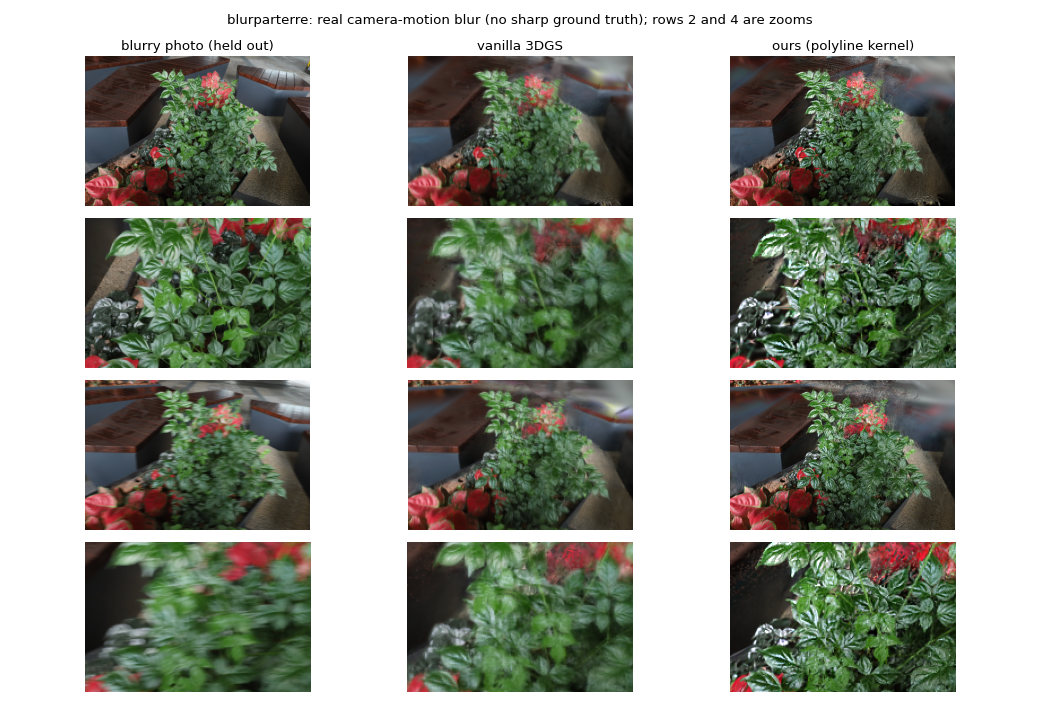 blurparterre: real camera-motion blur (no sharp ground truth); rows 2 and 4 are zooms
blurry photo (held out)
vanilla 3DGS
ours (polyline kernel)